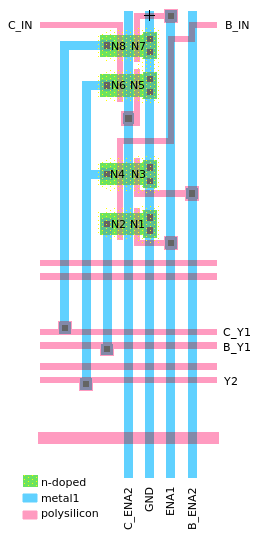 C_IN B_IN
N8 N7
N6 N5
N4 N3
N2 N1
C_Y1
B_Y1
Y2
C_ENA2 GND ENA1 B_ENA2
n-doped
metal1
polysilicon